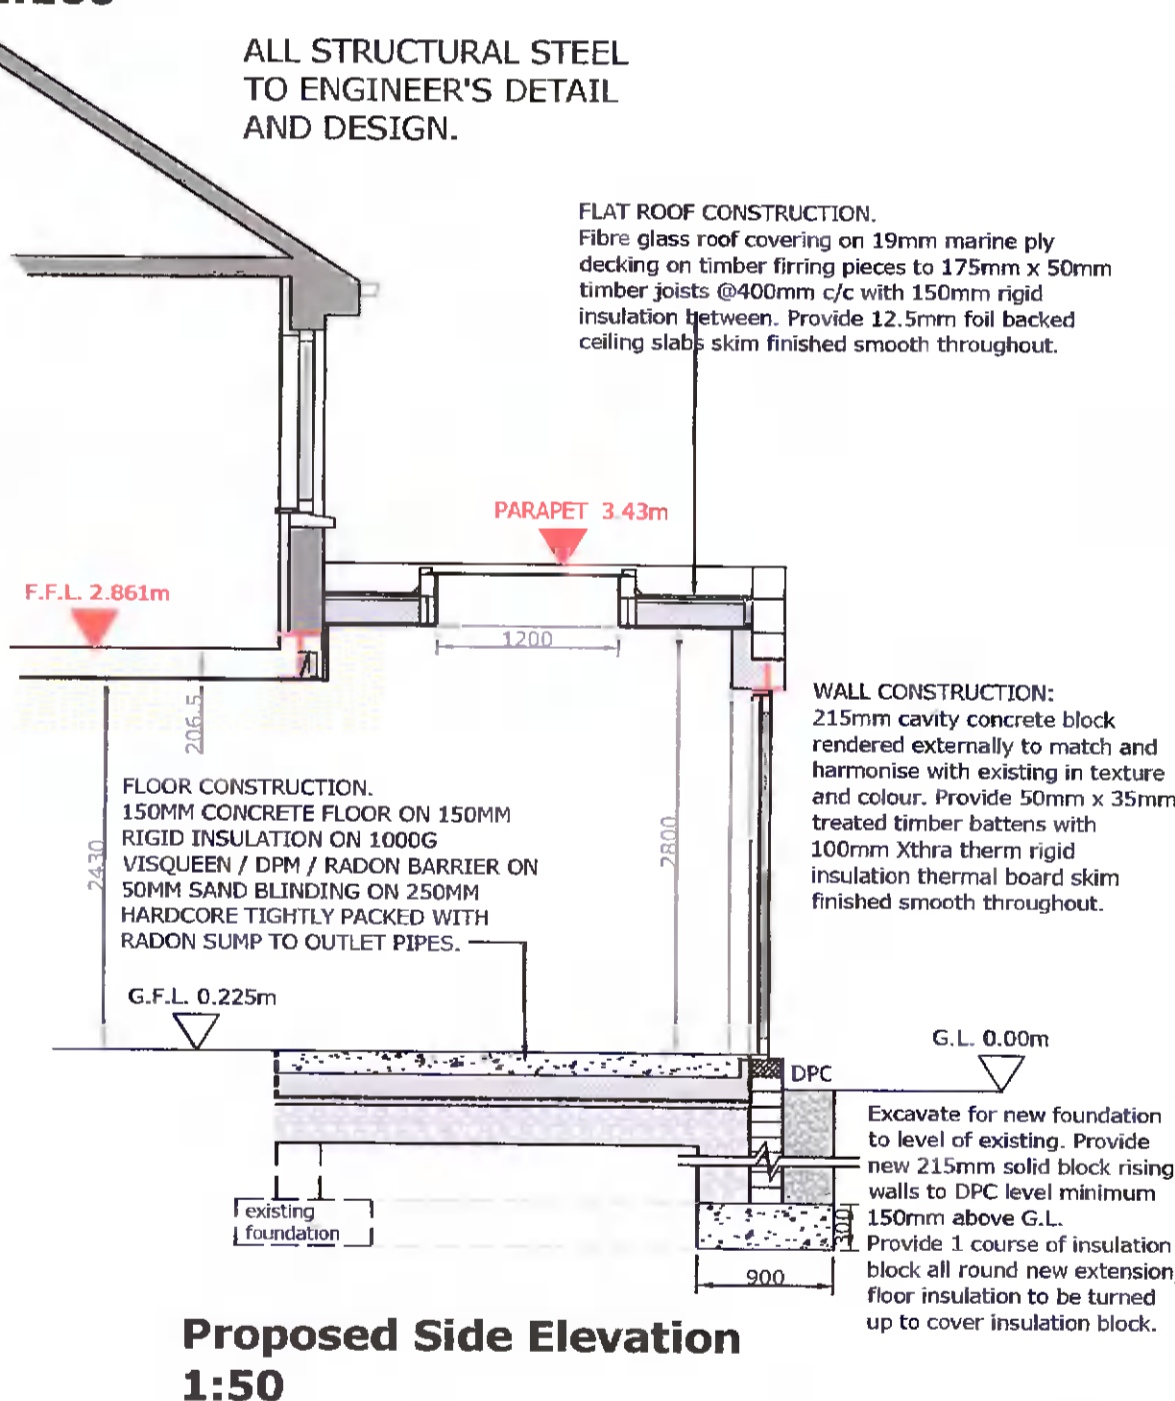 ALL STRUCTURAL STEEL
TO ENGINEER'S DETAIL
AND DESIGN.
FLAT ROOF CONSTRUCTION.
Fibre glass roof covering on 19mm marine ply
decking on timber firring pieces to 175mm x 50mm
timber joists @400mm c/c with 150mm rigid
insulation between. Provide 12.5mm foil backed
ceiling slabs skim finished smooth throughout.
PARAPET 3.43m
F.F.L. 2.861m
1200
206.5
WALL CONSTRUCTION:
215mm cavity concrete block
rendered externally to match and
harmonise with existing in texture
and colour. Provide 50mm x 35mm
treated timber battens with
100mm Xthra therm rigid
insulation thermal board skim
finished smooth throughout.
FLOOR CONSTRUCTION.
150MM CONCRETE FLOOR ON 150MM
RIGID INSULATION ON 1000G
VISQUEEN / DPM / RADON BARRIER ON
50MM SAND BLINDING ON 250MM
HARDCORE TIGHTLY PACKED WITH
RADON SUMP TO OUTLET PIPES.
2430
2800
G.F.L. 0.225m
G.L. 0.00m
DPC
Excavate for new foundation
to level of existing. Provide
new 215mm solid block rising
walls to DPC level minimum
150mm above G.L.
Provide 1 course of insulation
block all round new extension,
floor insulation to be turned
up to cover insulation block.
existing
foundation
300
900
Proposed Side Elevation
1:50